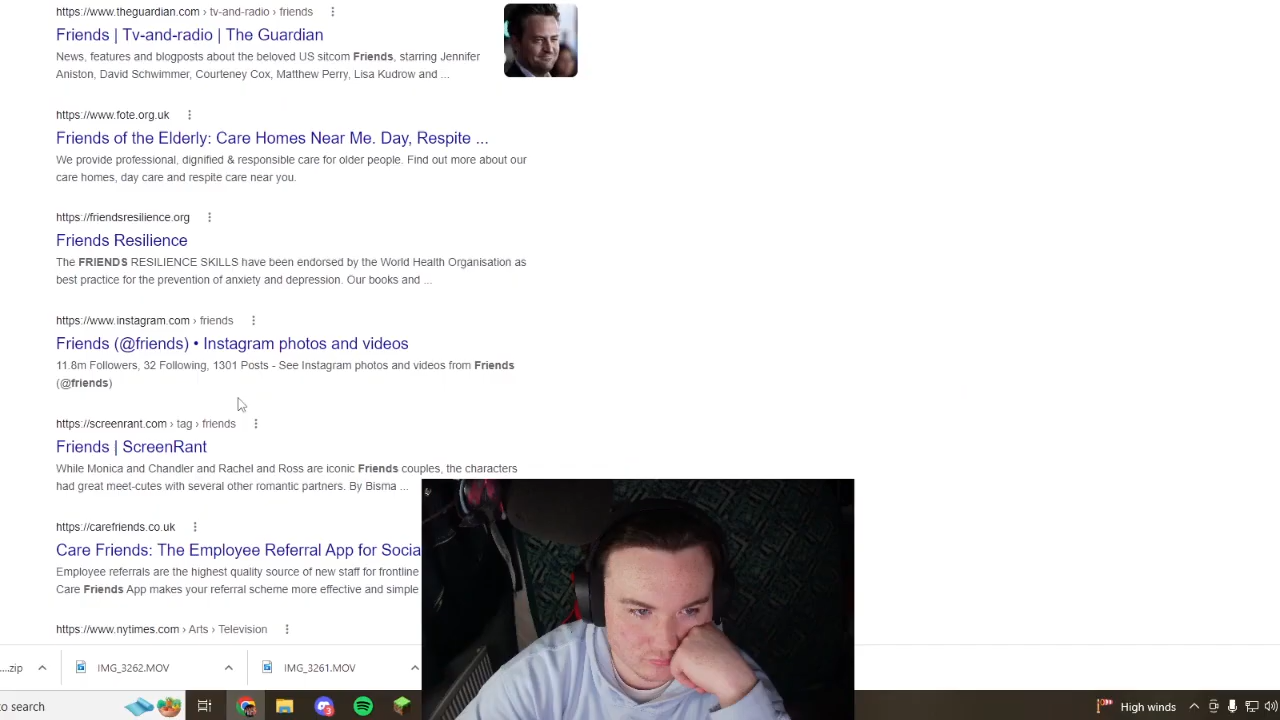 https://www.theguardian.com › tv-and-radio › friends
Friends | Tv-and-radio | The Guardian
News, features and blogposts about the beloved US sitcom Friends, starring Jennifer
Aniston, David Schwimmer, Courteney Cox, Matthew Perry, Lisa Kudrow and ...
https://www.fote.org.uk
Friends of the Elderly: Care Homes Near Me. Day, Respite ...
We provide professional, dignified & responsible care for older people. Find out more about our
care homes, day care and respite care near you.
https://friendsresilience.org
Friends Resilience
The FRIENDS RESILIENCE SKILLS have been endorsed by the World Health Organisation as
best practice for the prevention of anxiety and depression. Our books and ...
https://www.instagram.com › friends
Friends (@friends) • Instagram photos and videos
11.8m Followers, 32 Following, 1301 Posts - See Instagram photos and videos from Friends
(@friends)
https://screenrant.com › tag › friends
Friends | ScreenRant
While Monica and Chandler and Rachel and Ross are iconic Friends couples, the characters
had great meet-cutes with several other romantic partners. By Bisma ...
https://carefriends.co.uk
Care Friends: The Employee Referral App for Socia
Employee referrals are the highest quality source of new staff for frontline
Care Friends App makes your referral scheme more effective and simple
https://www.nytimes.com › Arts › Television
....zip
IMG_3262.MOV
IMG_3261.MOV
o search
High winds